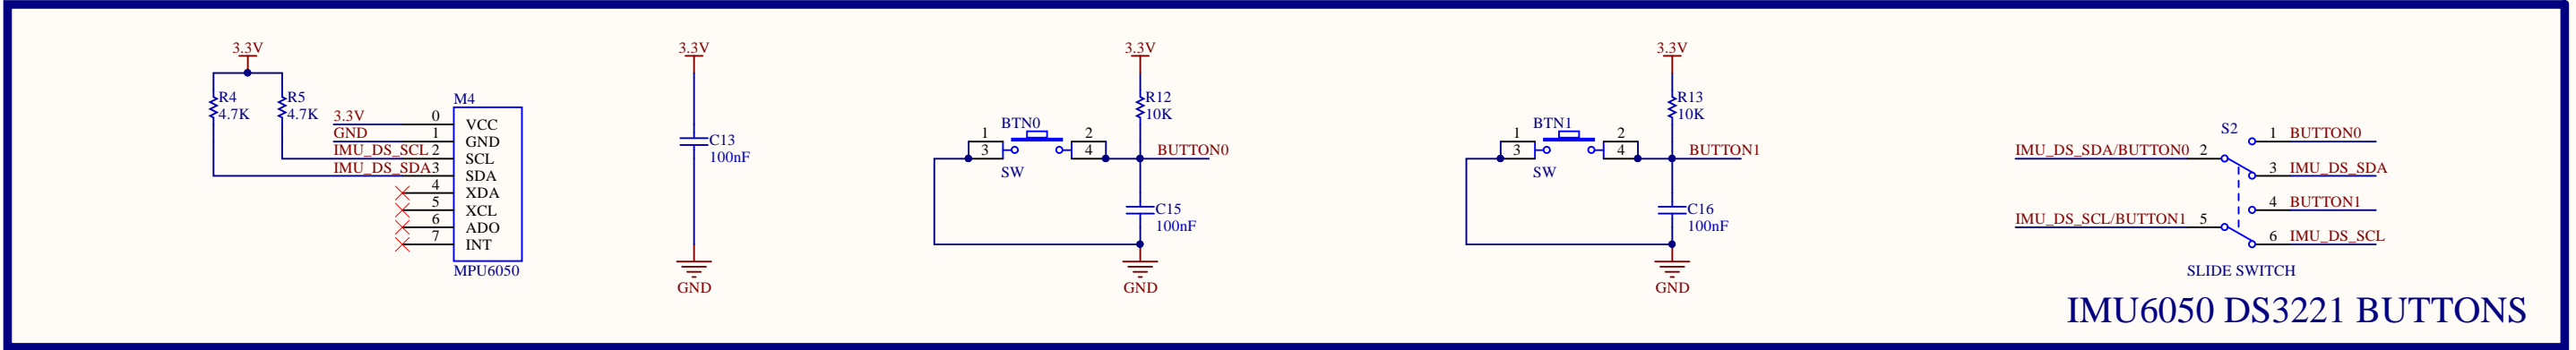 3.3V
R4
4.7K
R5
4.7K
M4
3.3V 0 VCC
GND 1 GND
IMU_DS_SCL 2 SCL
IMU_DS_SDA 3 SDA
4 XDA
5 XCL
6 ADO
7 INT
MPU6050
3.3V
C13
100nF
GND
3.3V
R12
10K
BTN0
1 2
3 4
BUTTON0
SW
C15
100nF
GND
3.3V
R13
10K
BTN1
1 2
3 4
BUTTON1
SW
C16
100nF
GND
S2
1 BUTTON0
IMU_DS_SDA/BUTTON0 2
3 IMU_DS_SDA
4 BUTTON1
IMU_DS_SCL/BUTTON1 5
6 IMU_DS_SCL
SLIDE SWITCH
IMU6050 DS3221 BUTTONS